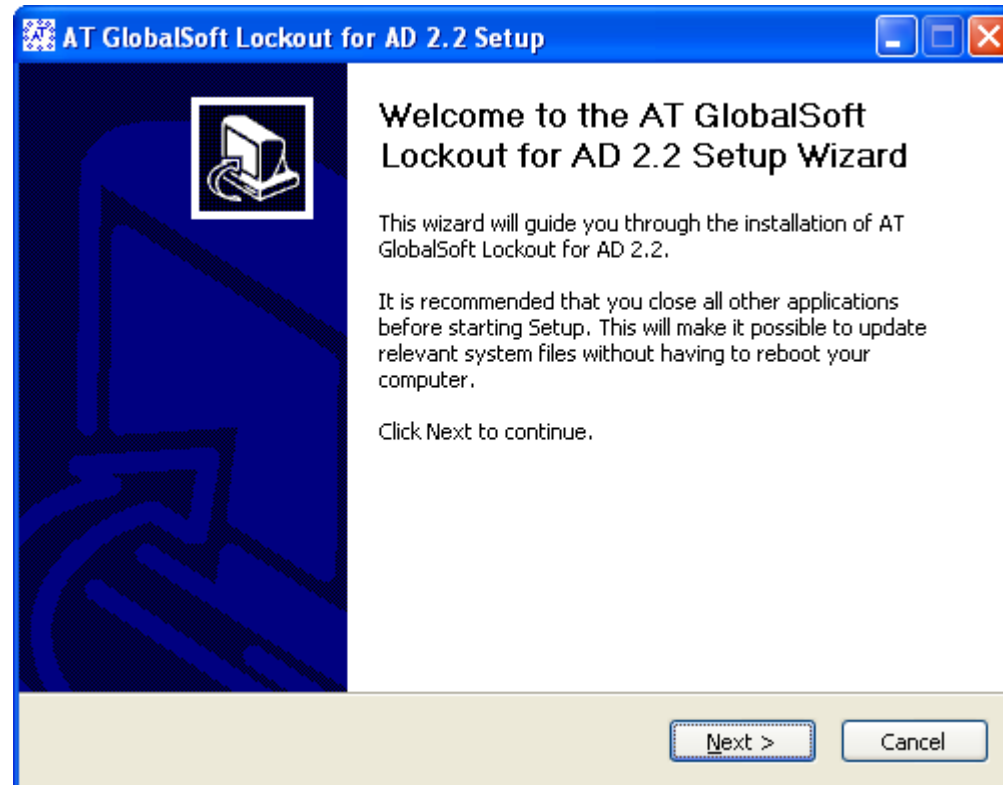 AT GlobalSoft Lockout for AD 2.2 Setup
Welcome to the AT GlobalSoft
Lockout for AD 2.2 Setup Wizard
This wizard will guide you through the installation of AT
GlobalSoft Lockout for AD 2.2.
It is recommended that you close all other applications
before starting Setup. This will make it possible to update
relevant system files without having to reboot your
computer.
Click Next to continue.
Next >
Cancel